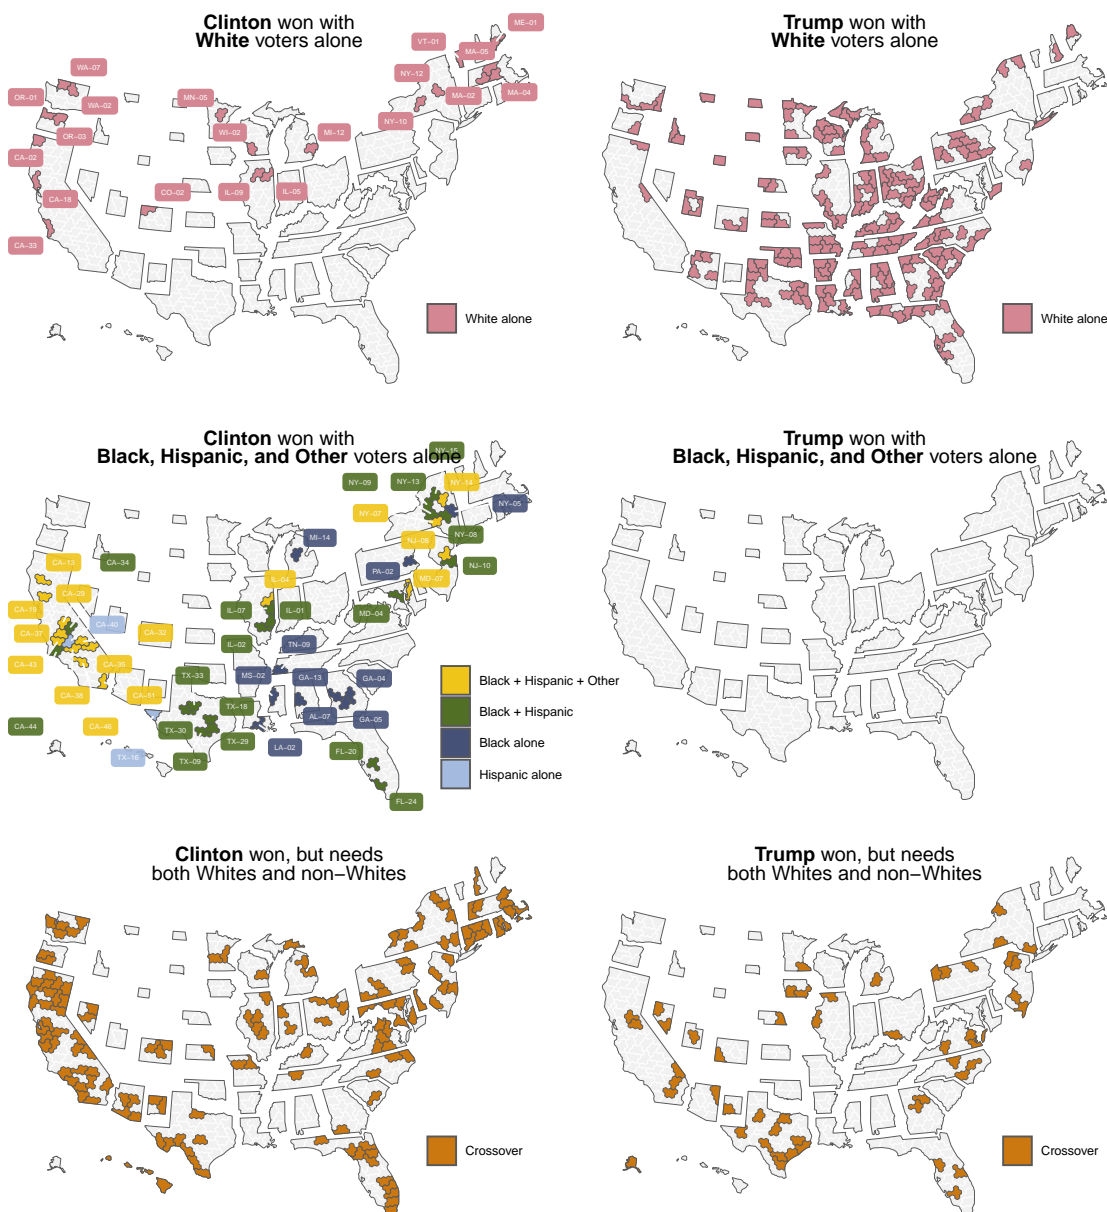 Clinton won with
White voters alone
ME−01
VT−01
MA−05
WA−07
NY−12
OR−01
MN−05
WA−02
MA−02
MA−04
NY−10
WI−02
MI−12
OR−03
CA−02
CO−02
IL−09
IL−05
CA−18
CA−33
White alone
Trump won with
White voters alone
White alone
Clinton won with
Black, Hispanic, and Other voters alone
NY−15
NY−09
NY−13
NY−14
NY−05
NY−07
NY−08
MI−14
NJ−08
CA−13
CA−34
NJ−10
PA−02
MD−07
IL−04
CA−29
CA−19
IL−07
IL−01
MD−04
CA−40
CA−37
CA−32
IL−02
TN−09
CA−43
CA−35
TX−33
MS−02
GA−13
GA−04
CA−38
CA−51
TX−18
AL−07
GA−05
CA−44
CA−46
TX−30
TX−29
LA−02
FL−20
TX−16
TX−09
FL−24
Black + Hispanic + Other
Black + Hispanic
Black alone
Hispanic alone
Trump won with
Black, Hispanic, and Other voters alone
Clinton won, but needs
both Whites and non−Whites
Crossover
Trump won, but needs
both Whites and non−Whites
Crossover